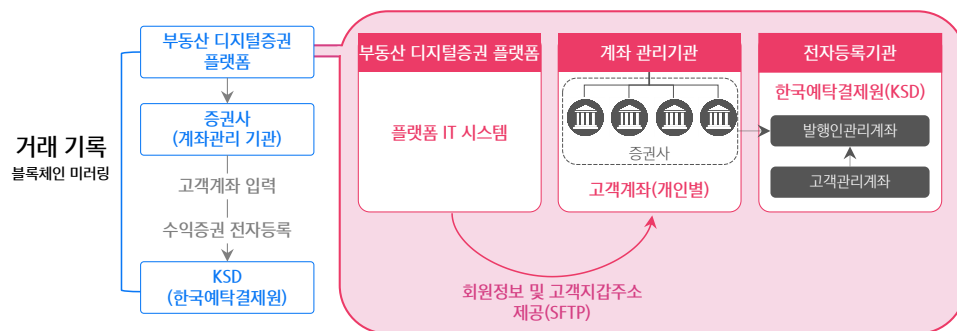 거래 기록
블록체인 미러링
부동산 디지털증권
플랫폼
증권사
(계좌관리 기관)
고객계좌 입력
수익증권 전자등록
KSD
(한국예탁결제원)
부동산 디지털증권 플랫폼
플랫폼 IT 시스템
계좌 관리기관
증권사
고객계좌(개인별)
전자등록기관
한국예탁결제원(KSD)
발행인관리계좌
고객관리계좌
회원정보 및 고객지갑주소
제공(SFTP)